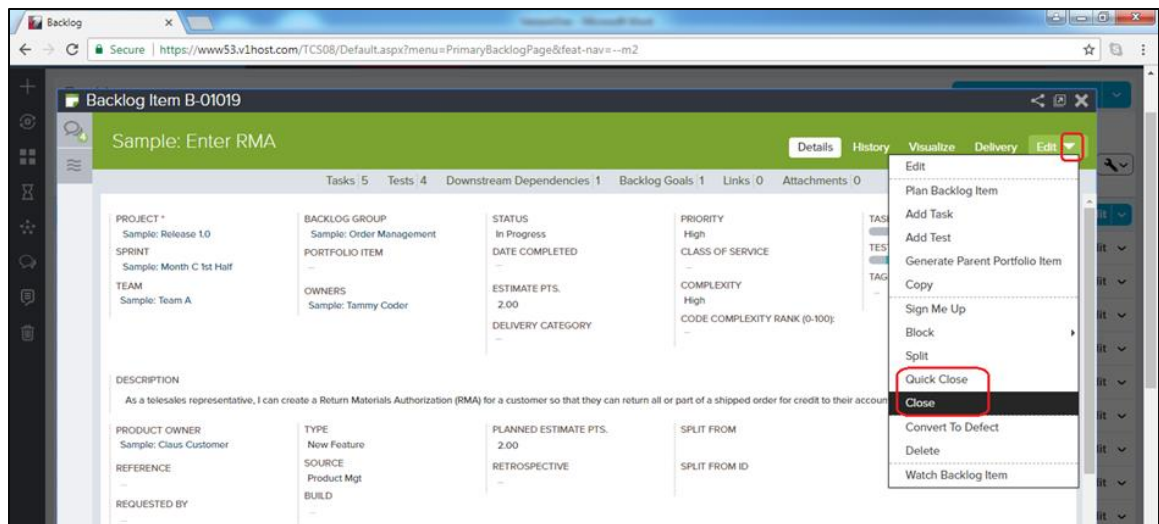 Backlog
Secure | https://www53.v1host.com/TCS08/Default.aspx?menu=PrimaryBacklogPage&feat-nav=--m2
Backlog Item B-01019
4
Sample: Enter RMA
Details History Visualize Delivery Edit
Tasks 5 Tests 4 Downstream Dependencies 1 Backlog Goals 1 Links 0 Attachments 0
PROJECT *
Sample: Release 1.0
SPRINT
Sample: Month C 1st Half
TEAM
Sample: Team A
BACKLOG GROUP
Sample: Order Management
PORTFOLIO ITEM
OWNERS
Sample: Tammy Coder
STATUS
In Progress
DATE COMPLETED
ESTIMATE PTS.
2.00
DELIVERY CATEGORY
PRIORITY
High
CLASS OF SERVICE
COMPLEXITY
High
CODE COMPLEXITY RANK (0-100):
TAS
TES
TAG
Edit
Plan Backlog Item
Add Task
Add Test
Generate Parent Portfolio Item
Copy
Sign Me Up
Block
Split
Quick Close
Close
Convert To Defect
Delete
Watch Backlog Item
DESCRIPTION
As a telesales representative, I can create a Return Materials Authorization (RMA) for a customer so that they can return all or part of a shipped order for credit to their accoun
PRODUCT OWNER
Sample: Claus Customer
REFERENCE
REQUESTED BY
TYPE
New Feature
SOURCE
Product Mgt
BUILD
PLANNED ESTIMATE PTS.
2.00
RETROSPECTIVE
SPLIT FROM
SPLIT FROM ID